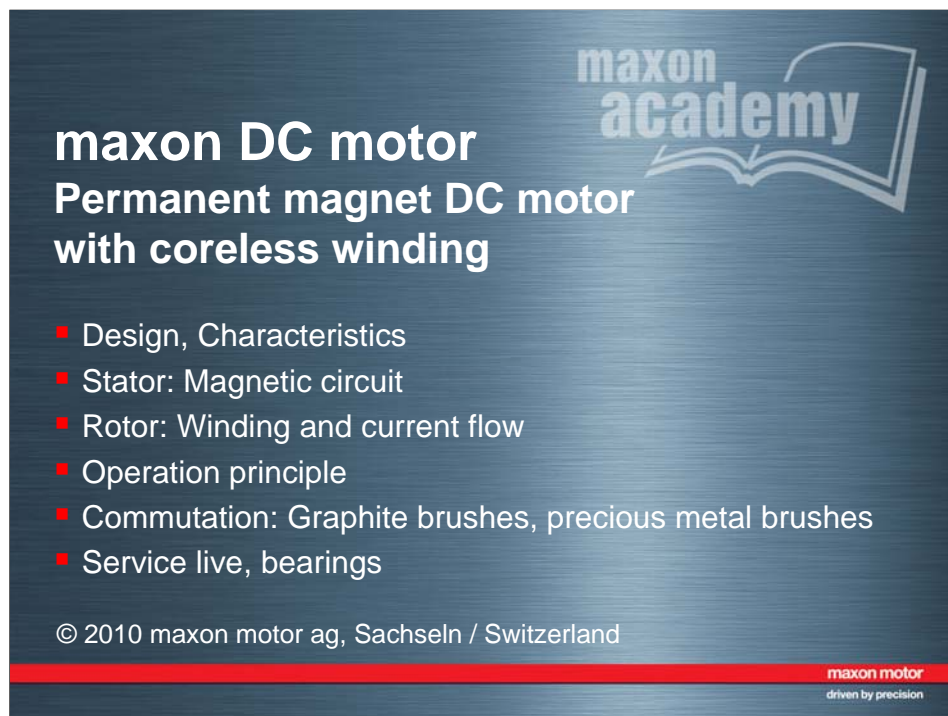 maxon
academy
maxon DC motor
Permanent magnet DC motor
with coreless winding
Design, Characteristics
Stator: Magnetic circuit
Rotor: Winding and current flow
Operation principle
Commutation: Graphite brushes, precious metal brushes
Service live, bearings
© 2010 maxon motor ag, Sachseln / Switzerland
maxon motor
driven by precision